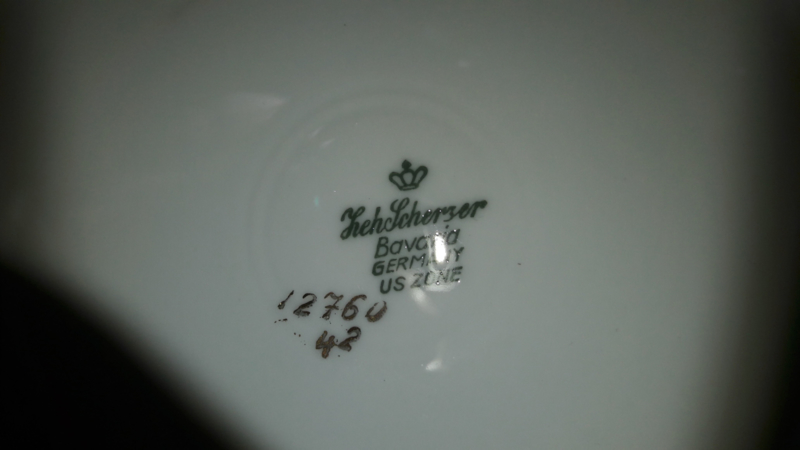 ZehScherzer
Bavaria
GERMANY
US ZONE
12760
42